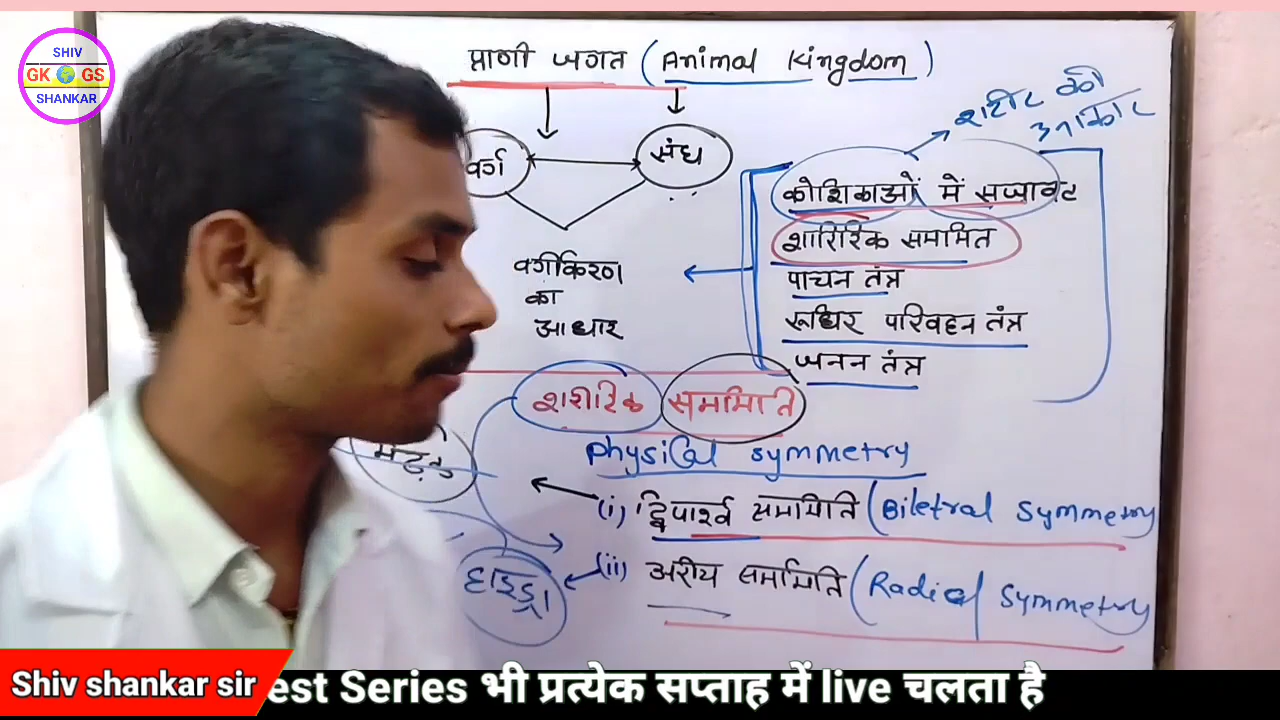 SHIV
GK GS
SHANKAR
प्राणी जगत (Animal Kingdom)
वर्ग
संघ
शरीर की
आकार
कोशिकाओं में सजावट
शारिरिक सममित
पाचन तंत्र
रूधिर परिवहन तंत्र
जनन तंत्र
वर्गीकिरण
का
आधार
शारीरिक सममिति
Physical symmetry
(i) द्विपार्श्व सममिति (Biletral Symmetry
(ii) अरीय सममिति (Radial Symmetry
हाइड्रा
Shiv shankar sir
est Series भी प्रत्येक सप्ताह में live चलता है